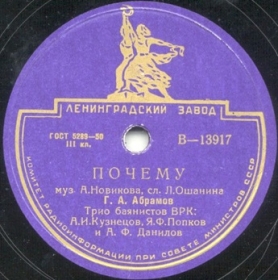 ЛЕНИНГРАДСКИЙ ЗАВОД
ГОСТ 5289-50
III кл.
В—13917
ПОЧЕМУ
муз. А.Новикова, сл. Л.Ошанина
Г. А. Абрамов
Трио баянистов ВРК:
А.И.Кузнецов, Я.Ф.Попков
и А. Ф. Данилов
КОМИТЕТ РАДИОИНФОРМАЦИИ ПРИ СОВЕТЕ МИНИСТРОВ СССР